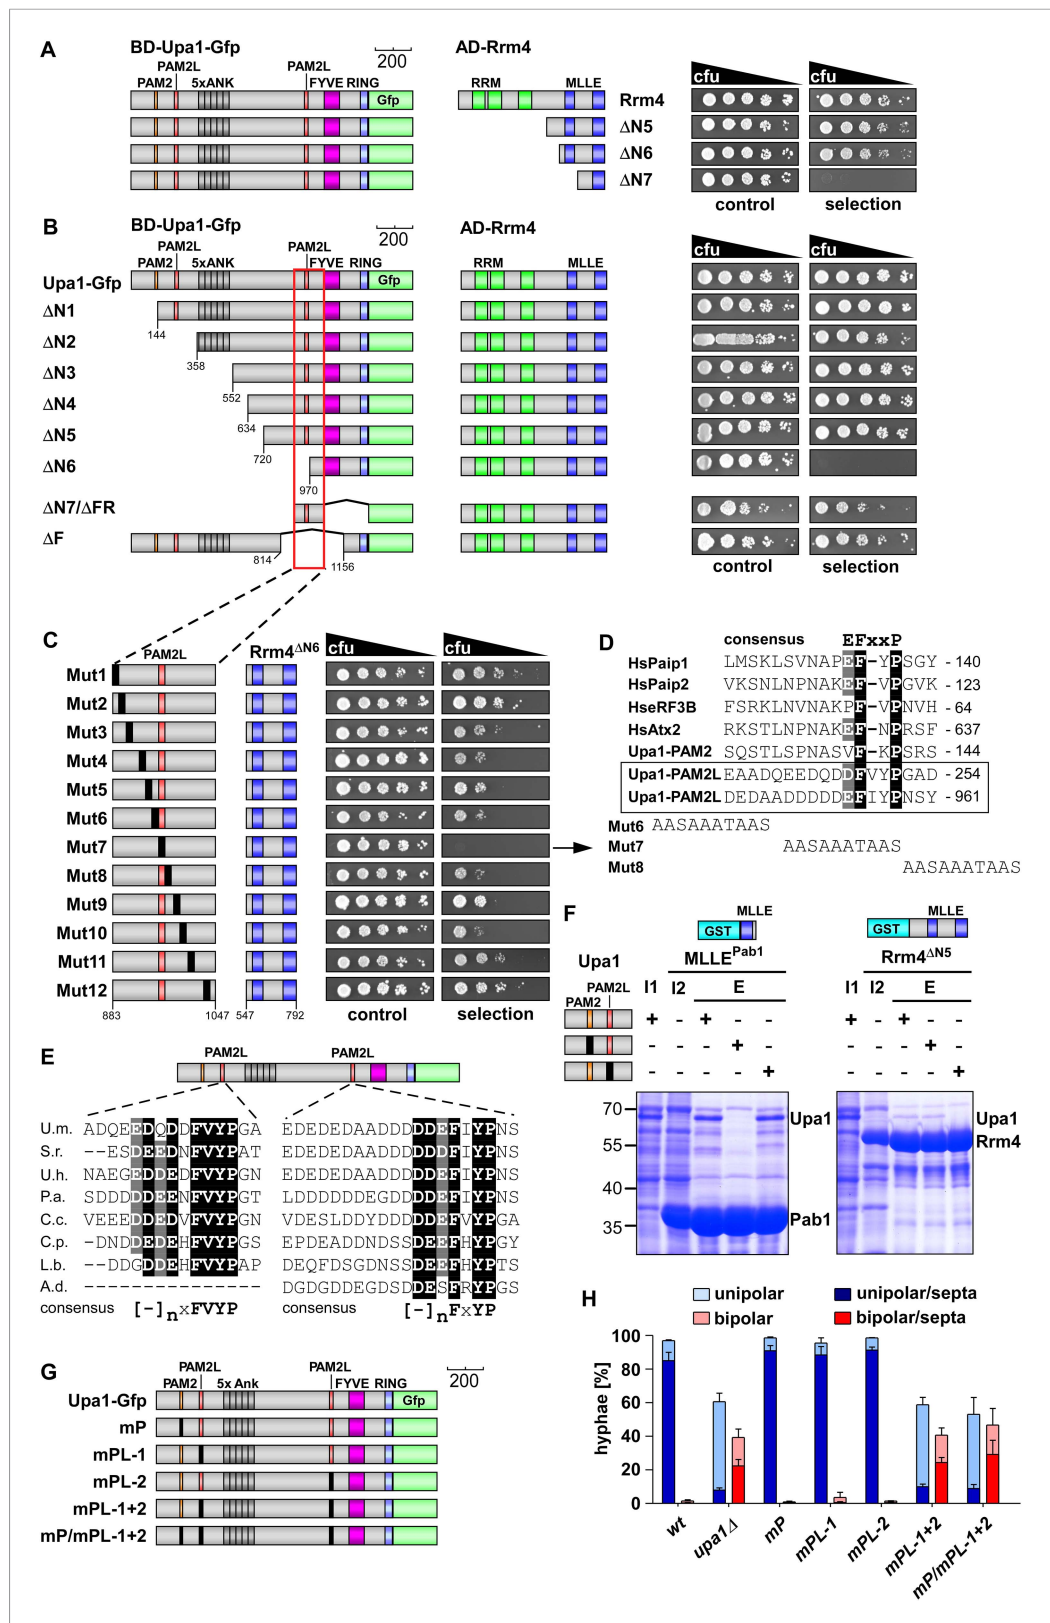 A
BD-Upa1-Gfp
200
AD-Rrm4
PAM2L
PAM2L
PAM2
5xANK
FYVE RING
RRM
MLLE
cfu
cfu
Gfp
Rrm4
ΔN5
ΔN6
ΔN7
control
selection
B
BD-Upa1-Gfp
200
AD-Rrm4
PAM2L
PAM2L
PAM2
5xANK
FYVE RING
RRM
MLLE
cfu
cfu
Upa1-Gfp
Gfp
ΔN1
144
ΔN2
358
ΔN3
552
ΔN4
634
ΔN5
720
ΔN6
970
ΔN7/ΔFR
ΔF
814
1156
control
selection
C
PAM2L
Rrm4ΔN6
cfu
cfu
Mut1
Mut2
Mut3
Mut4
Mut5
Mut6
Mut7
Mut8
Mut9
Mut10
Mut11
Mut12
883
1047
547
792
control
selection
D
consensus EFxxP
HsPaip1 LMSKLSVNAPEF-YPSGY - 140
HsPaip2 VKSNLNPNAKEF-VPGVK - 123
HseRF3B FSRKLNVNAKPF-VPNVH - 64
HsAtx2 RKSTLNPNAKEF-NPRSF - 637
Upa1-PAM2 SQSTLSPNASVF-KPSRS - 144
Upa1-PAM2L EAADQEEDQDDFVYPGAD - 254
Upa1-PAM2L DEDAADDDDDEFIYPNSY - 961
Mut6 AASAAATAAS
Mut7 AASAAATAAS
Mut8 AASAAATAAS
E
PAM2L
PAM2L
U.m. ADQEEDQDDFVYPGA EDEDEDAADDDDDDEFIYPNS
S.r. --ESDEEDEDFVYPAT EDEDEDAADDDDDDEFIYPNS
U.h. NAEGEDEDEDFVYPGA EDEDEDAADDDDDDEFIYPNS
P.a. SDDDDDEENFVYPGT LDDDDDDEGDDDDEFIYPNS
C.c. VEEEDDEDVFVYPGN VDESLDDYDDDDDEFVYPGA
C.p. -DNDDEDEHFVYPGS EPDEADDNDSSDEEFHYPGY
L.b. --DDGDDEHFVYPAP DEQFDSGDNSSDEEFHYPTS
A.d. --------------- DGDGDDEGDSDDESFRYPGS
consensus [-]nxFVYP consensus [-]nFxYP
F
MLLE
GST
MLLE
GST
Upa1
MLLEPab1
Rrm4ΔN5
PAM2L
PAM2
I1 I2 E
I1 I2 E
+ - + - -
+ - + - -
- - - + -
- - - + -
- - - - +
- - - - +
70
55
40
35
Upa1
Pab1
Upa1
Rrm4
G
PAM2L
PAM2L
200
PAM2
5x Ank
FYVE RING
Upa1-Gfp
Gfp
mP
mPL-1
mPL-2
mPL-1+2
mP/mPL-1+2
H
unipolar
unipolar/septa
bipolar
bipolar/septa
hyphae [%]
100
80
60
40
20
0
wt
upa1Δ
mP
mPL-1
mPL-2
mPL-1+2
mP/mPL-1+2